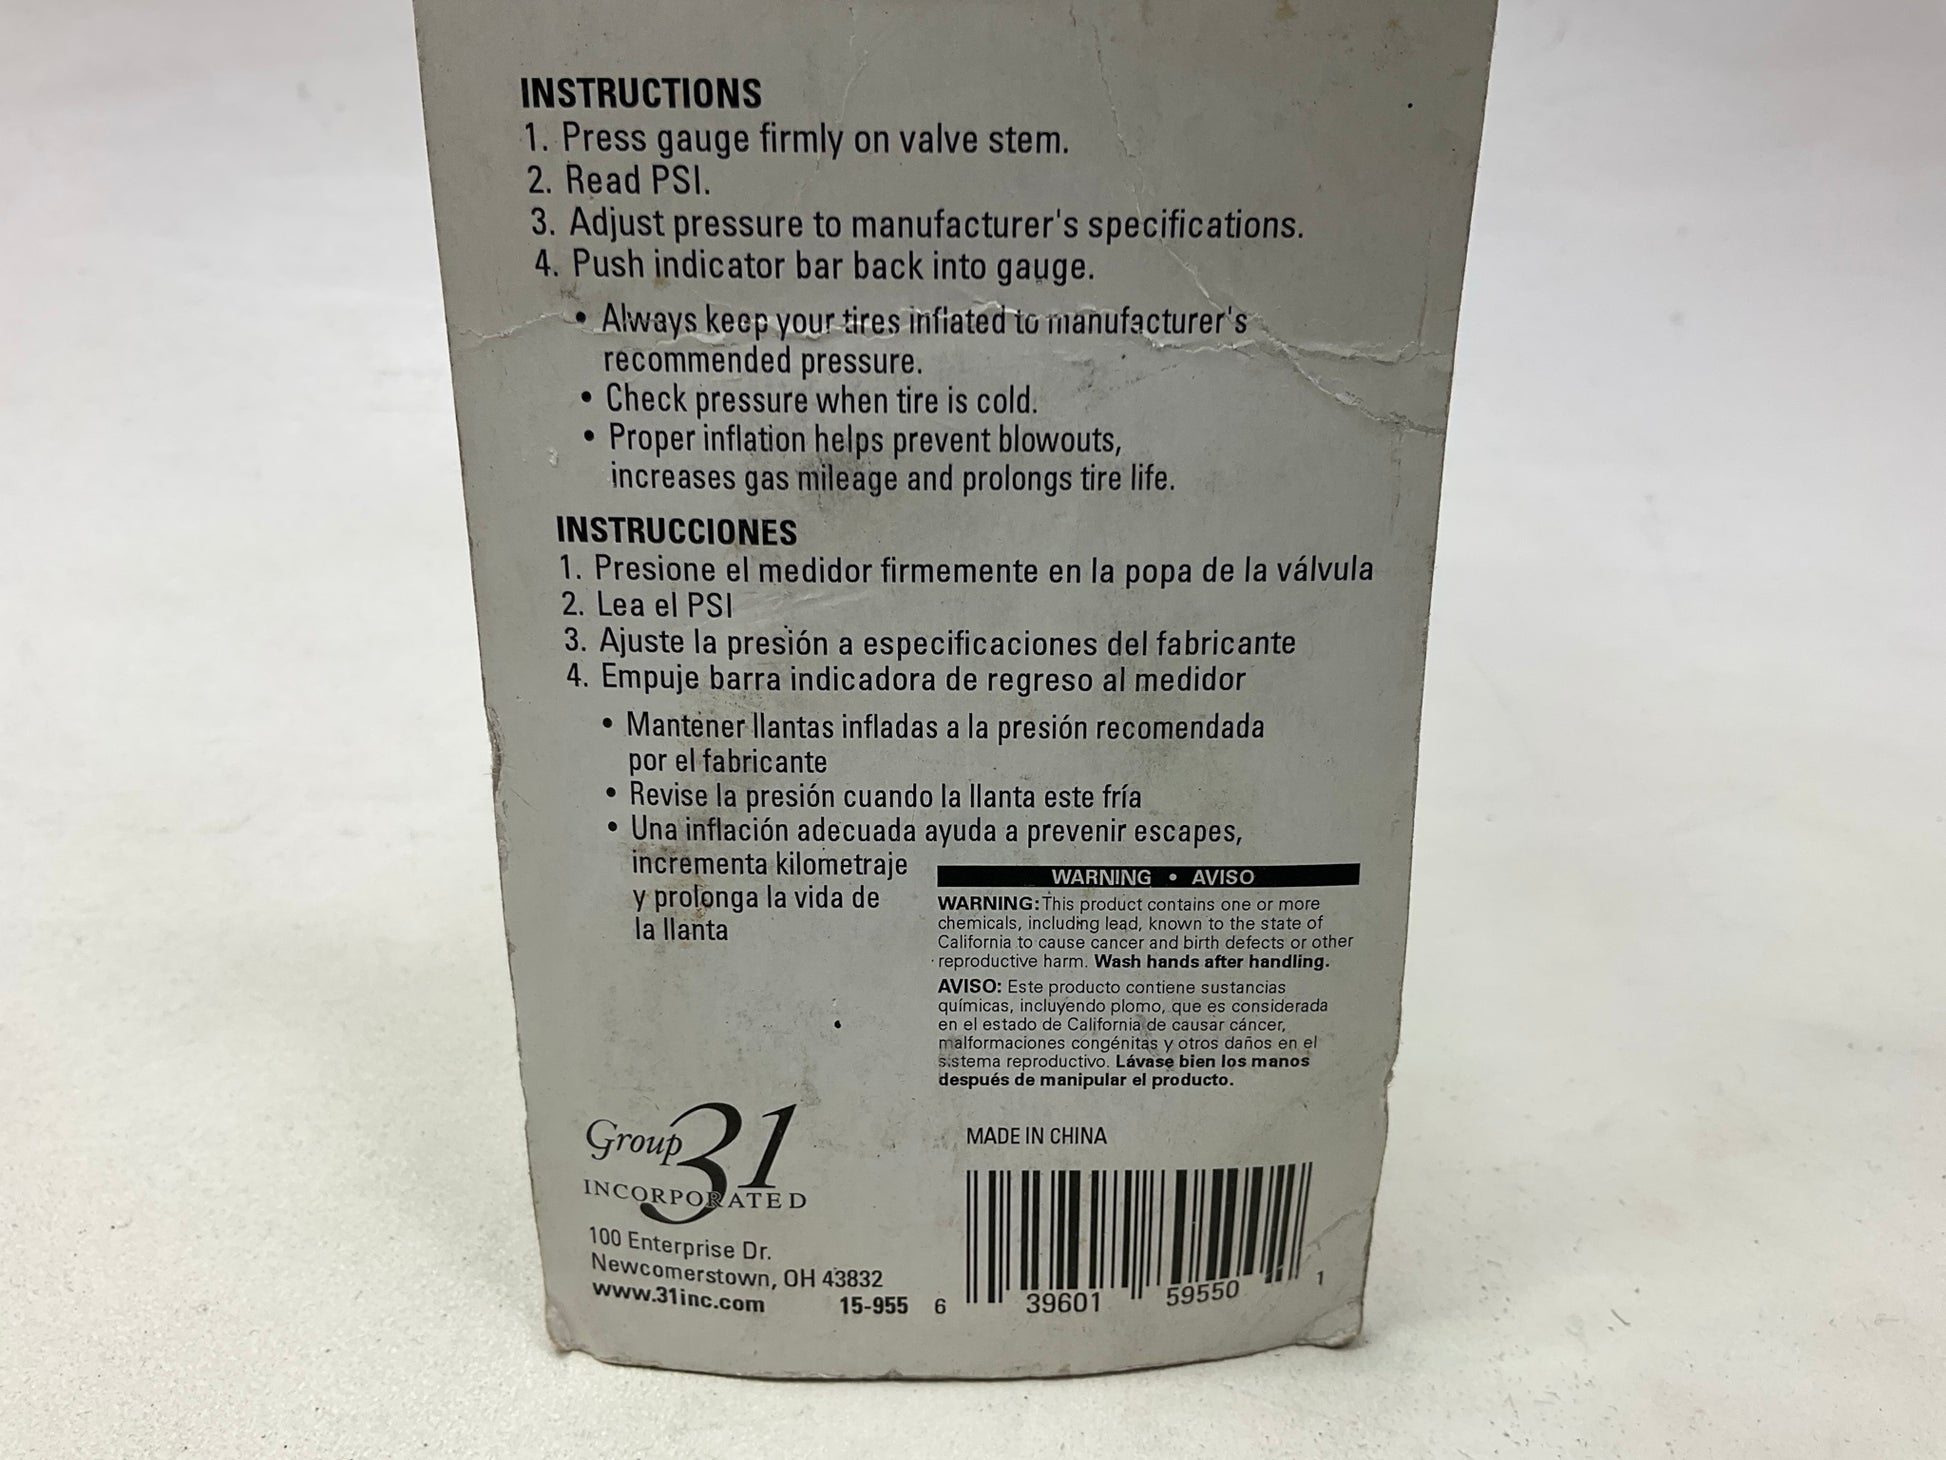 INSTRUCTIONS
1. Press gauge firmly on valve stem.
2. Read PSI.
3. Adjust pressure to manufacturer's specifications.
4. Push indicator bar back into gauge.
• Always keep your tires inflated to manufacturer's
recommended pressure.
• Check pressure when tire is cold.
• Proper inflation helps prevent blowouts,
increases gas mileage and prolongs tire life.
INSTRUCCIONES
1. Presione el medidor firmemente en la popa de la válvula
2. Lea el PSI
3. Ajuste la presión a especificaciones del fabricante
4. Empuje barra indicadora de regreso al medidor
• Mantener llantas infladas a la presión recomendada
por el fabricante
• Revise la presión cuando la llanta este fría
• Una inflación adecuada ayuda a prevenir escapes,
incrementa kilometraje
y prolonga la vida de
la llanta
WARNING • AVISO
WARNING: This product contains one or more
chemicals, including lead, known to the state of
California to cause cancer and birth defects or other
reproductive harm. Wash hands after handling.
AVISO: Este producto contiene sustancias
químicas, incluyendo plomo, que es considerada
en el estado de California de causar cáncer,
malformaciones congénitas y otros daños en el
sistema reproductivo. Lávase bien los manos
después de manipular el producto.
Group 31
INCORPORATED
100 Enterprise Dr.
Newcomerstown, OH 43832
www.31inc.com
15-955
MADE IN CHINA
6 39601 59550 1